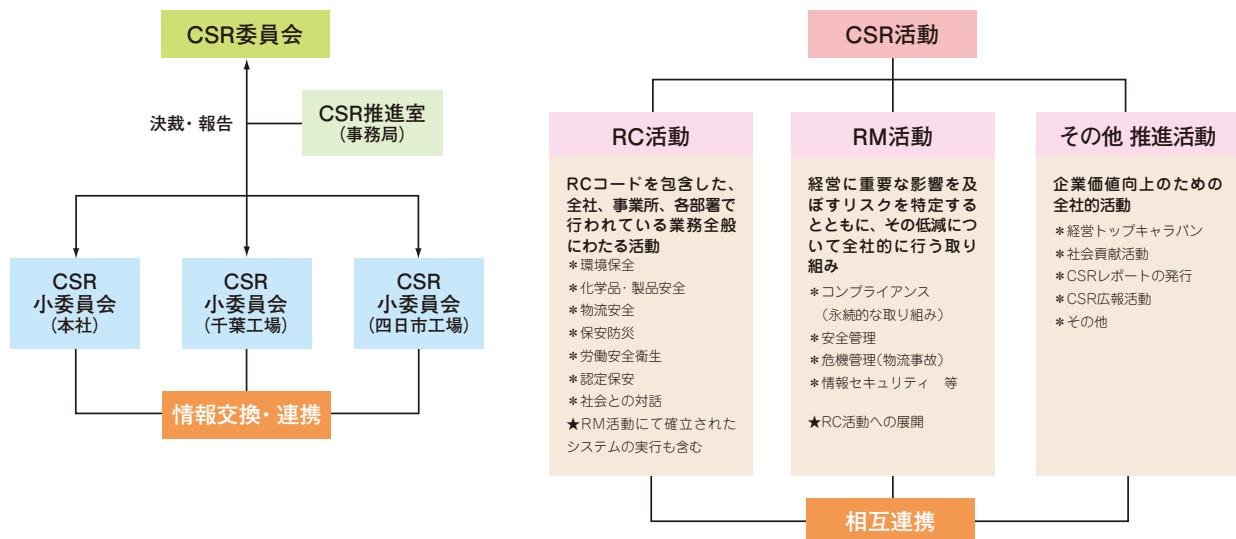 CSR委員会
決裁・報告
CSR推進室
（事務局）
CSR
小委員会
（本社）
CSR
小委員会
（千葉工場）
CSR
小委員会
（四日市工場）
情報交換・連携
CSR活動
RC活動
RCコードを包含した、
全社、事業所、各部署で
行われている業務全般
にわたる活動
＊環境保全
＊化学品・製品安全
＊物流安全
＊保安防災
＊労働安全衛生
＊認定保安
＊社会との対話
★RM活動にて確立された
システムの実行も含む
RM活動
経営に重要な影響を及
ぼすリスクを特定する
とともに、その低減につ
いて全社的に行う取り
組み
＊コンプライアンス
（永続的な取り組み）
＊安全管理
＊危機管理（物流事故）
＊情報セキュリティ　等
★RC活動への展開
その他 推進活動
企業価値向上のための
全社的活動
＊経営トップキャラバン
＊社会貢献活動
＊CSRレポートの発行
＊CSR広報活動
＊その他
相互連携